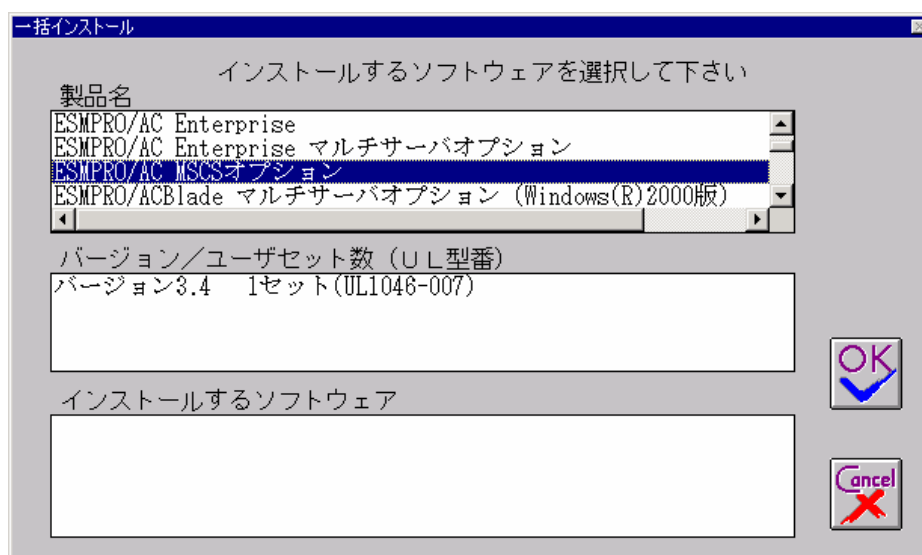 一括インストール
インストールするソフトウェアを選択して下さい
製品名
ESMPRO/AC Enterprise
ESMPRO/AC Enterprise マルチサーバオプション
ESMPRO/AC MSCSオプション
ESMPRO/ACBlade マルチサーバオプション (Windows(R)2000版)
バージョン／ユーザセット数（ＵＬ型番）
バージョン3.4　1セット(UL1046-007)
OK
インストールするソフトウェア
Cancel